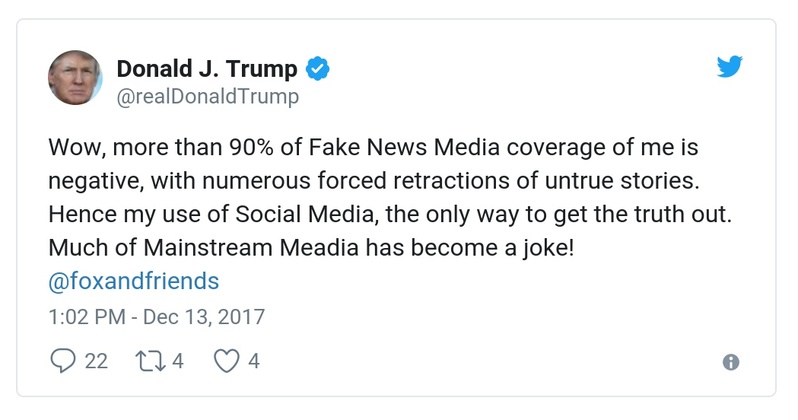 Donald J. Trump
@realDonaldTrump
Wow, more than 90% of Fake News Media coverage of me is
negative, with numerous forced retractions of untrue stories.
Hence my use of Social Media, the only way to get the truth out.
Much of Mainstream Meadia has become a joke!
@foxandfriends
1:02 PM - Dec 13, 2017
22 4 4